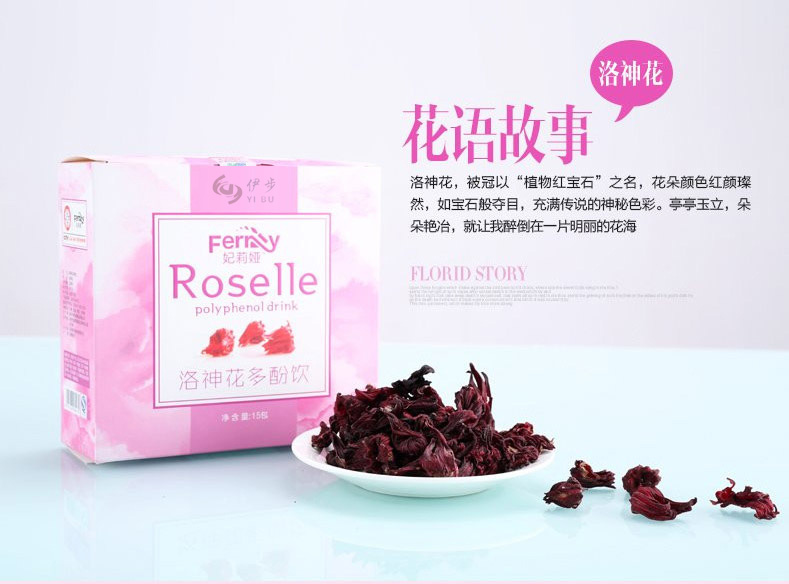 洛神花
花语故事
洛神花，被冠以“植物红宝石”之名，花朵颜色红颜璨
然，如宝石般夺目，充满传说的神秘色彩。亭亭玉立，朵
朵艳冶，就让我醉倒在一片明丽的花海
FLORID STORY
伊步
YI BU
妃莉娅
Roselle
polyphenol drink
洛神花多酚饮
净含量:15包